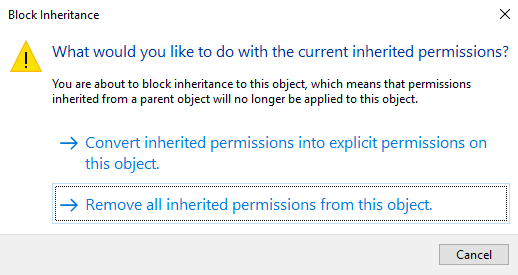 Block Inheritance
What would you like to do with the current inherited permissions?
You are about to block inheritance to this object, which means that permissions
inherited from a parent object will no longer be applied to this object.
Convert inherited permissions into explicit permissions on
this object.
Remove all inherited permissions from this object.
Cancel